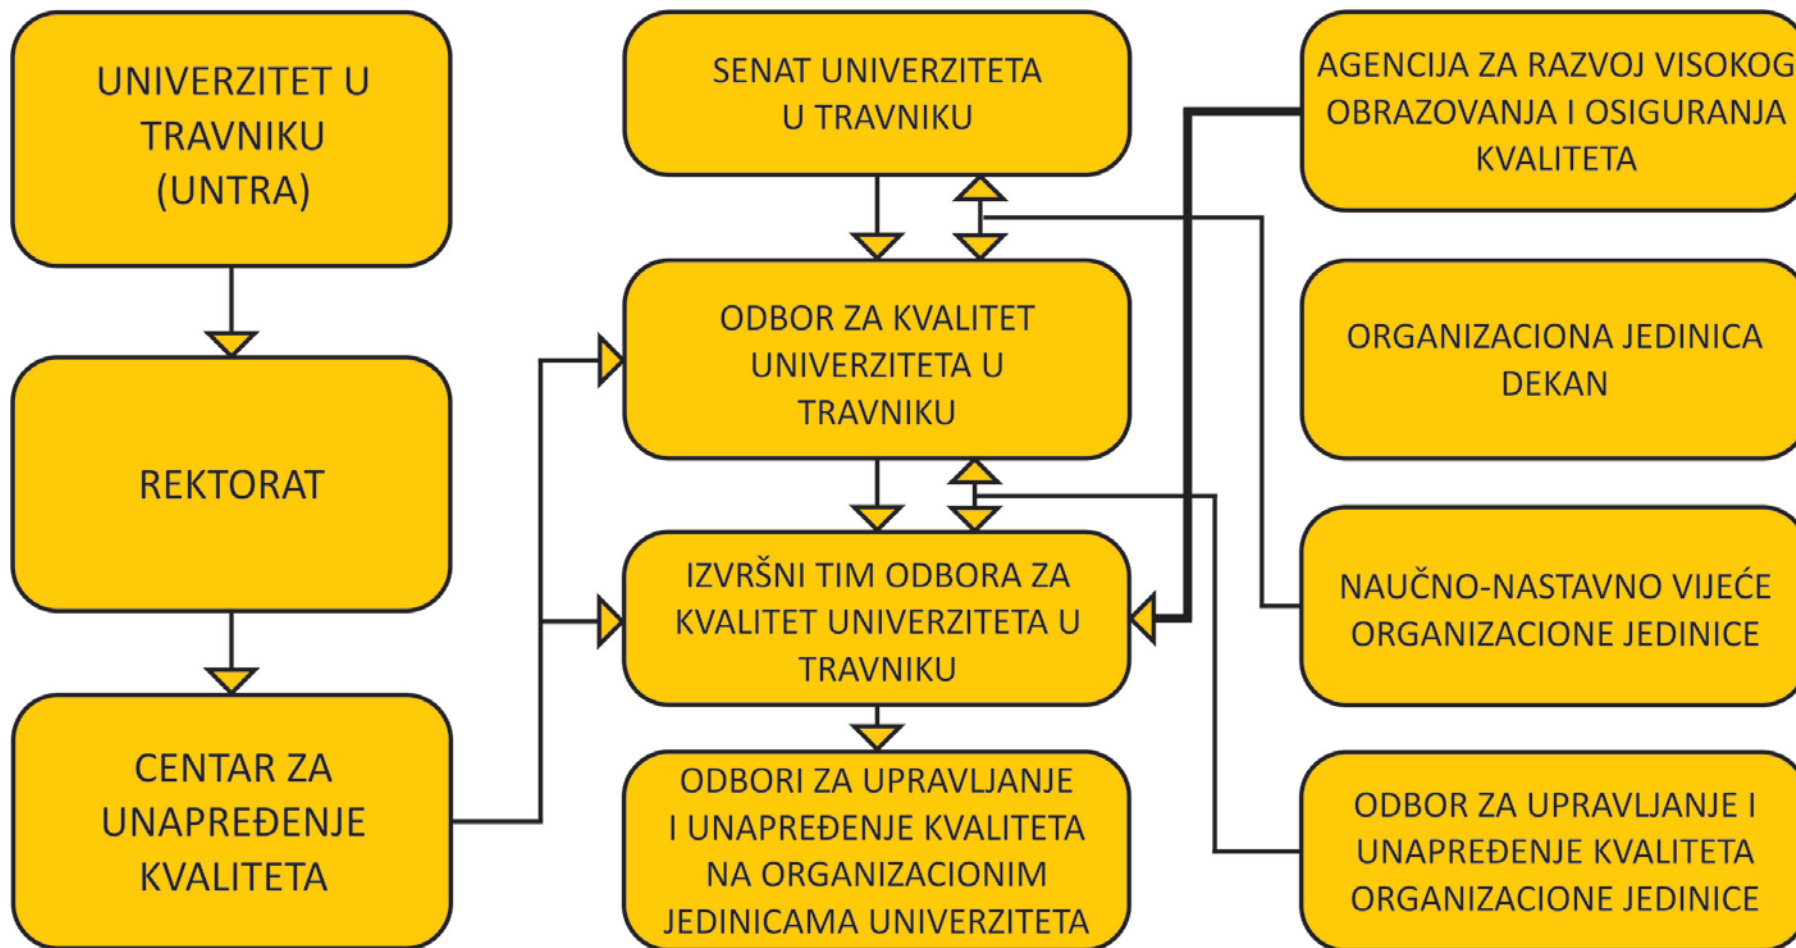 UNIVERZITET U
TRAVNIKU
(UNTRA)
REKTORAT
CENTAR ZA
UNAPREĐENJE
KVALITETA
SENAT UNIVERZITETA
U TRAVNIKU
ODBOR ZA KVALITET
UNIVERZITETA U
TRAVNIKU
IZVRŠNI TIM ODBORA ZA
KVALITET UNIVERZITETA U
TRAVNIKU
ODBORI ZA UPRAVLJANJE
I UNAPREĐENJE KVALITETA
NA ORGANIZACIONIM
JEDINICAMA UNIVERZITETA
AGENCIJA ZA RAZVOJ VISOKOG
OBRAZOVANJA I OSIGURANJA
KVALITETA
ORGANIZACIONA JEDINICA
DEKAN
NAUČNO-NASTAVNO VIJEĆE
ORGANIZACIONE JEDINICE
ODBOR ZA UPRAVLJANJE I
UNAPREĐENJE KVALITETA
ORGANIZACIONE JEDINICE